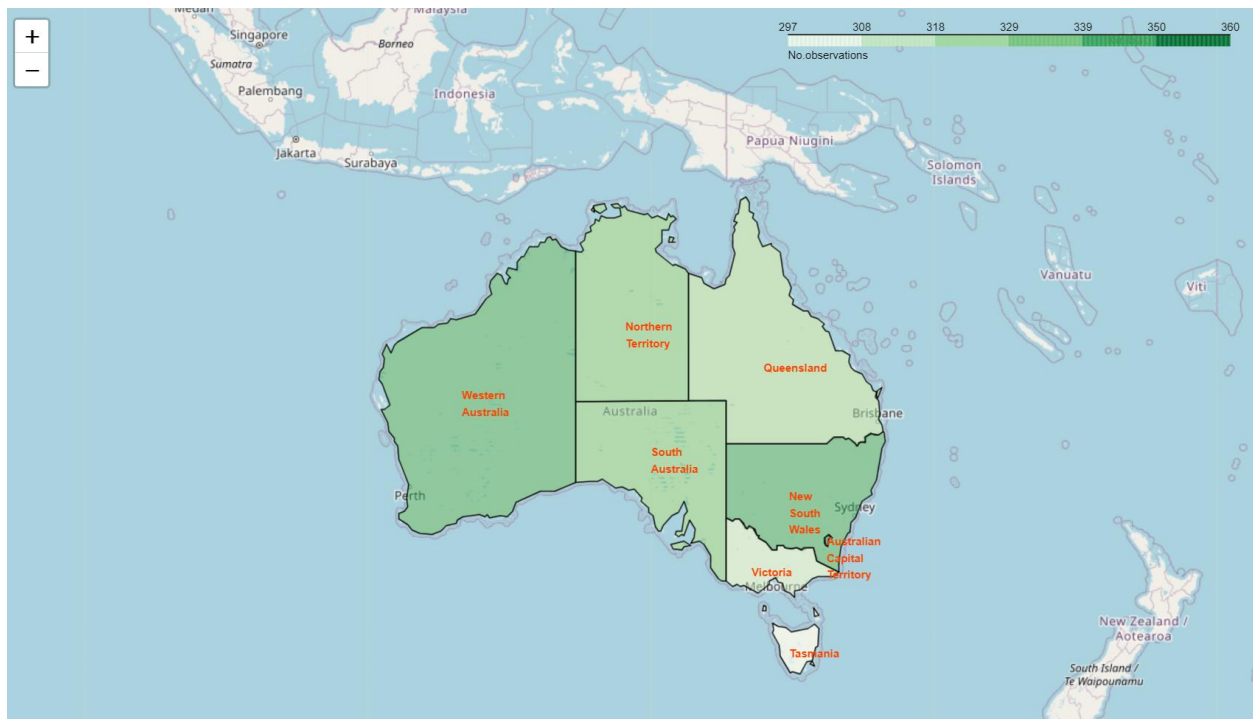 Malaysia
Medan
+
−
297 308 318 329 339 350 360
No.observations
Singapore
Borneo
Sumatra
Palembang
Indonesia
Jakarta
Surabaya
Papua Niugini
Solomon
Islands
Vanuatu
Viti
Northern
Territory
Queensland
Western
Australia
Australia
Brisbane
South
Australia
Perth
New
South
Wales
Sydney
Australian
Capital
Territory
Victoria
Melbourne
Tasmania
New Zealand /
Aotearoa
South Island /
Te Waipounamu